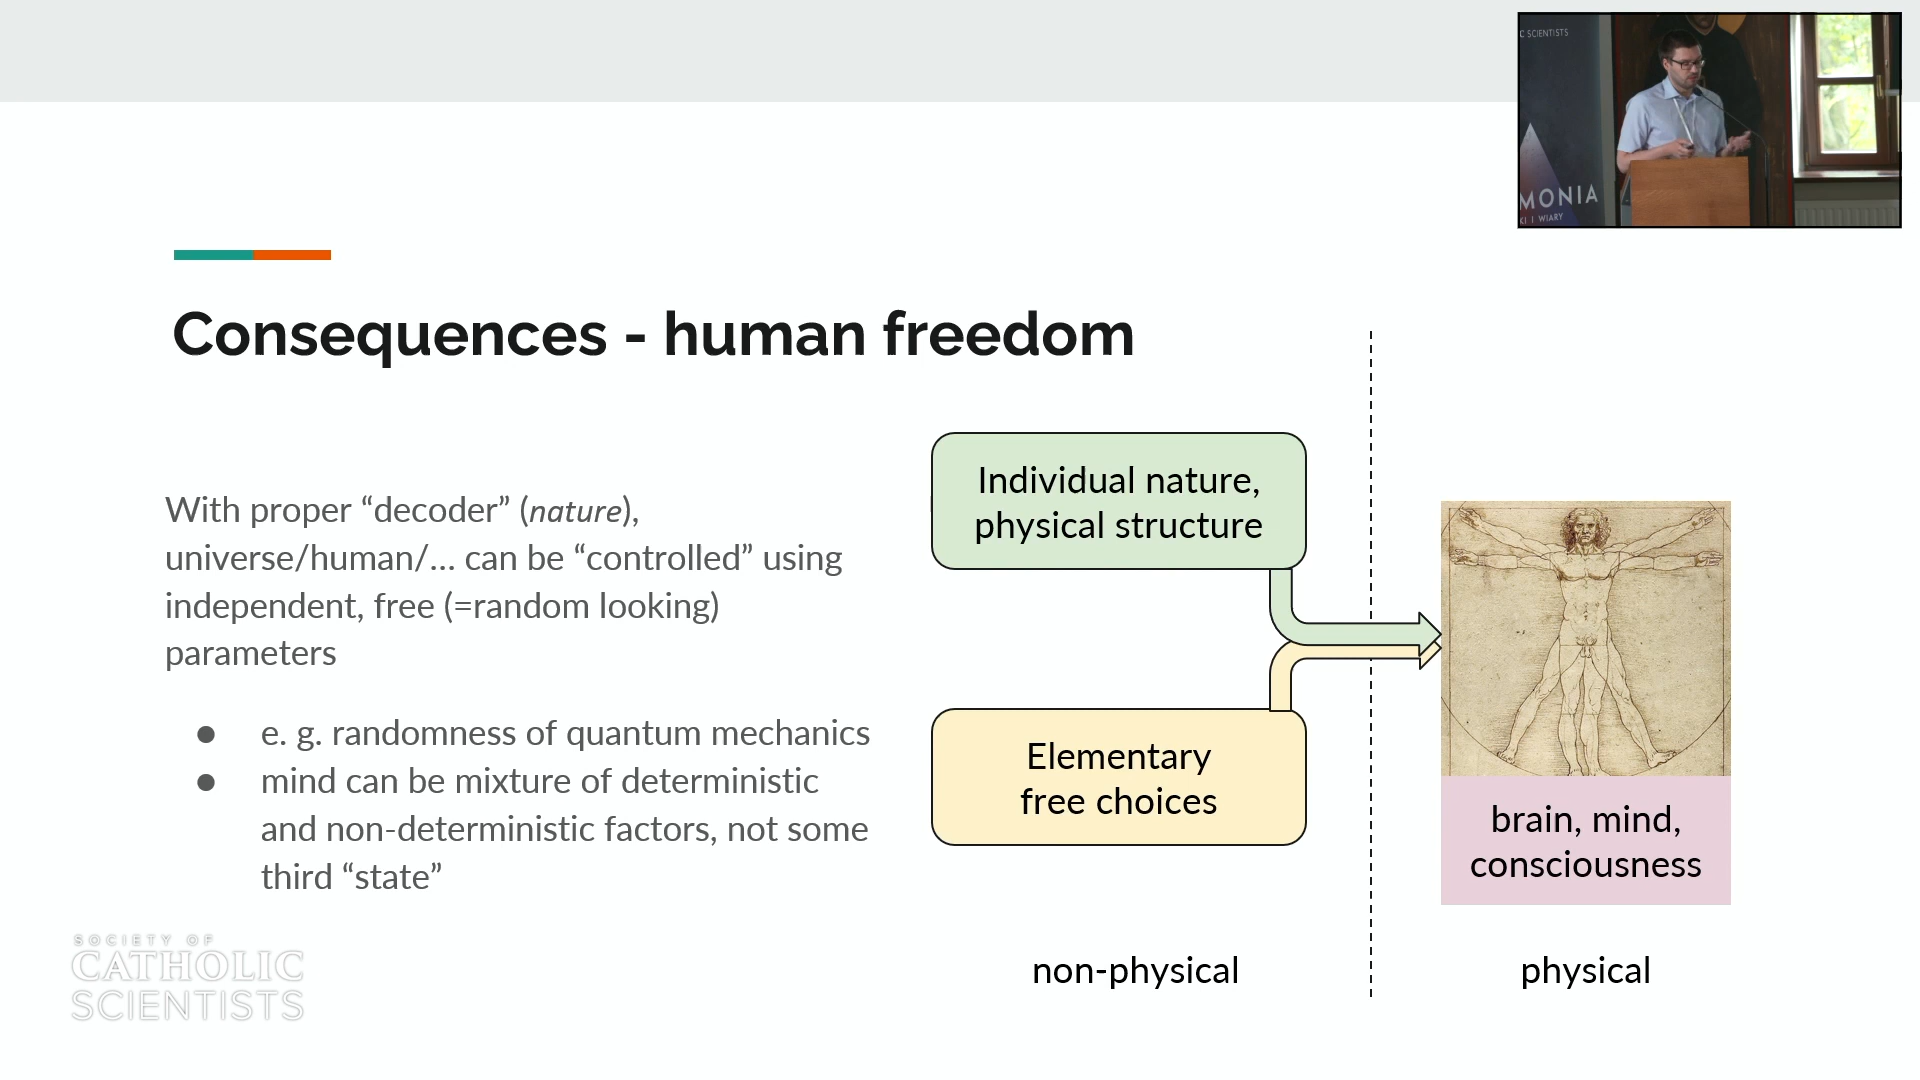 C SCIENTISTS
MONIA
KI I WIARY
Consequences - human freedom
With proper “decoder” (nature),
universe/human/... can be “controlled” using
independent, free (=random looking)
parameters
● e. g. randomness of quantum mechanics
● mind can be mixture of deterministic
and non-deterministic factors, not some
third “state”
Individual nature,
physical structure
Elementary
free choices
brain, mind,
consciousness
non-physical
physical
SOCIETY OF
CATHOLIC
SCIENTISTS